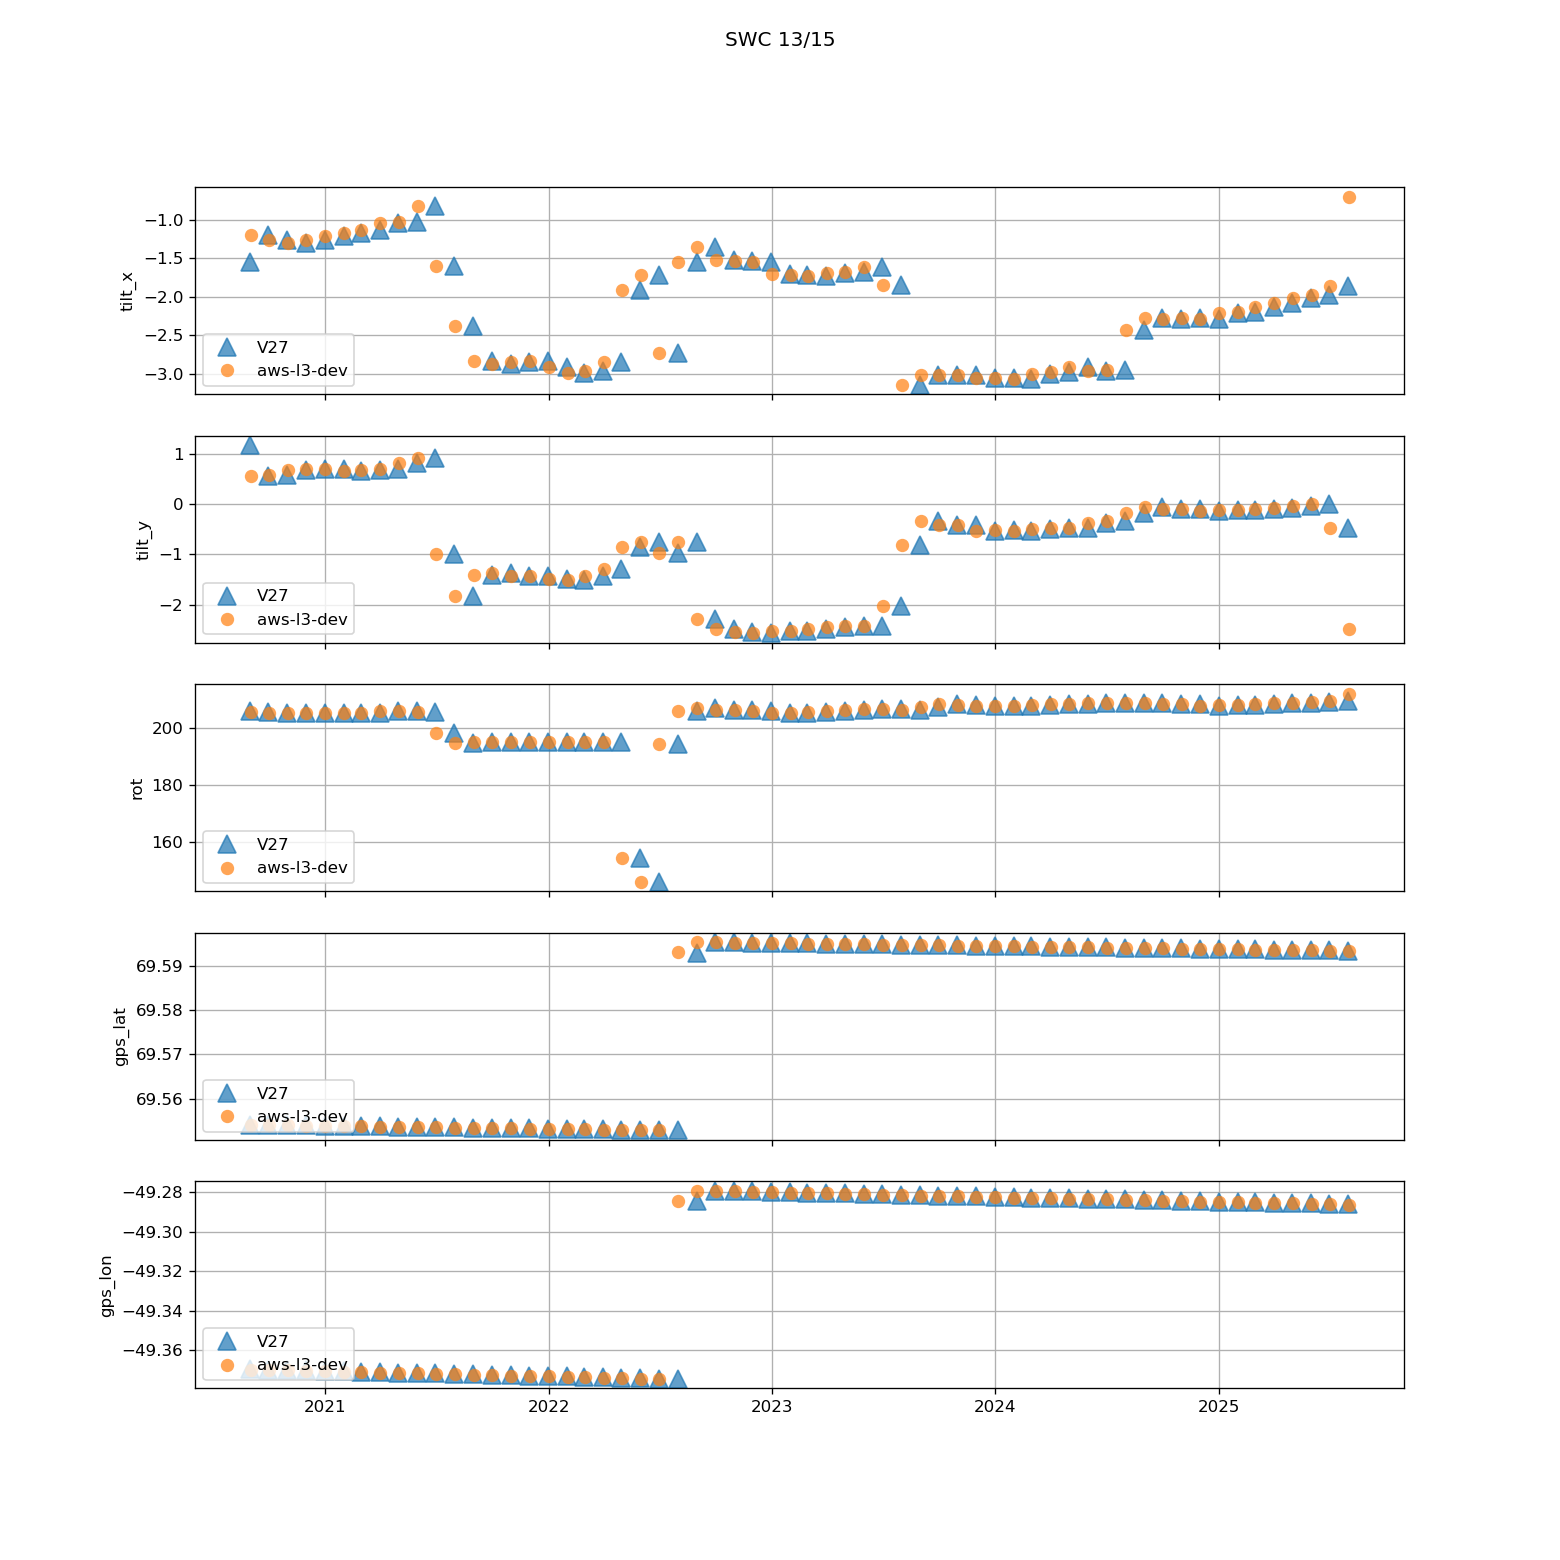 SWC 13/15
tilt_x
−1.0
−1.5
−2.0
−2.5
−3.0
V27
aws-l3-dev
tilt_y
1
0
−1
−2
V27
aws-l3-dev
rot
200
180
160
V27
aws-l3-dev
gps_lat
69.59
69.58
69.57
69.56
V27
aws-l3-dev
gps_lon
−49.28
−49.30
−49.32
−49.34
−49.36
V27
aws-l3-dev
2021 2022 2023 2024 2025